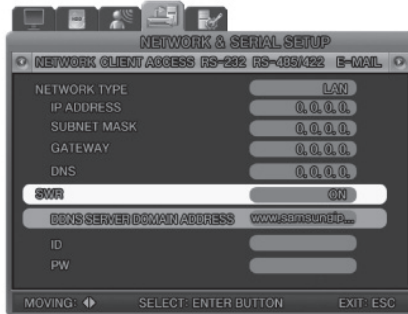 NETWORK & SERIAL SETUP
NETWORK CLIENT ACCESS RS-232 RS-485/422 E-MAIL
NETWORK TYPE LAN
IP ADDRESS 0. 0. 0. 0.
SUBNET MASK 0. 0. 0. 0.
GATEWAY 0. 0. 0. 0.
DNS 0. 0. 0. 0.
SWR ON
DDNS SERVER DOMAIN ADDRESS www.samsungip...
ID
PW
MOVING: SELECT: ENTER BUTTON EXIT: ESC